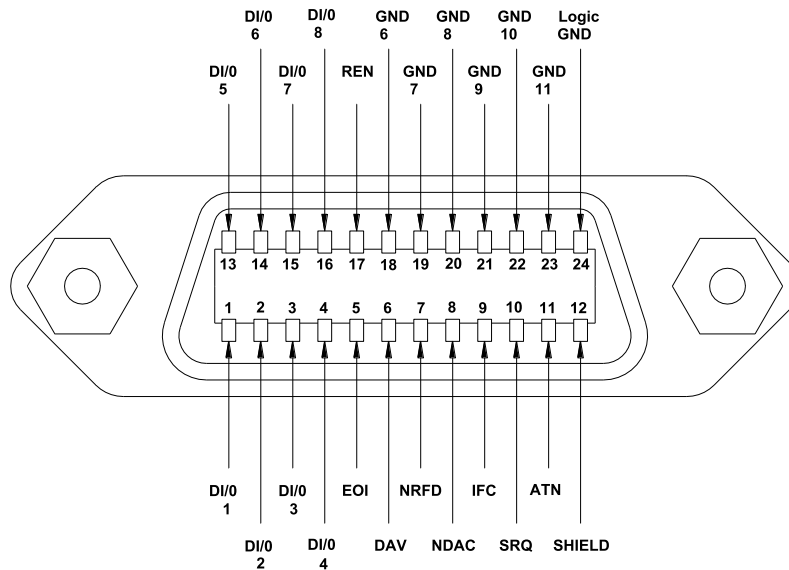 DI/0
6
DI/0
8
GND
6
GND
8
GND
10
Logic
GND
DI/0
5
DI/0
7
REN
GND
7
GND
9
GND
11
13 14 15 16 17 18 19 20 21 22 23 24
1 2 3 4 5 6 7 8 9 10 11 12
DI/0
1
DI/0
3
EOI
NRFD
IFC
ATN
DI/0
2
DI/0
4
DAV
NDAC
SRQ
SHIELD